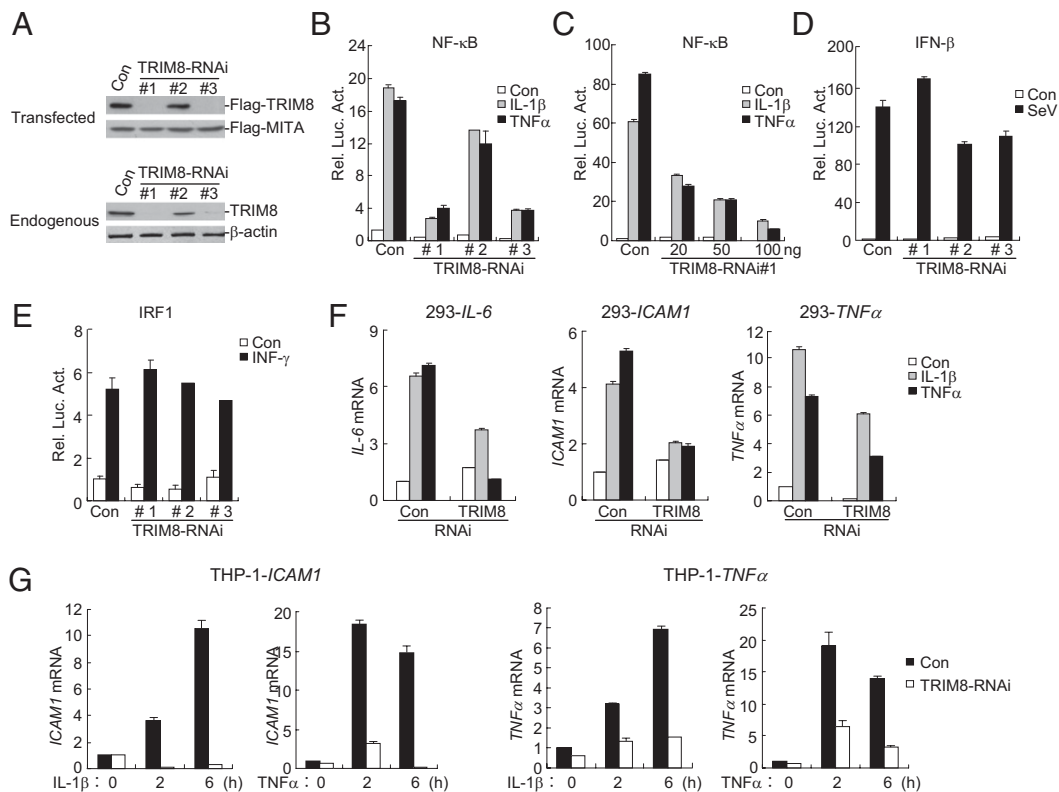 A
TRIM8-RNAi
Con
#1 #2 #3
Transfected
-Flag-TRIM8
-Flag-MITA
TRIM8-RNAi
Con
#1 #2 #3
Endogenous
-TRIM8
-β-actin
B
NF-κB
Rel. Luc. Act.
24
20
16
12
8
4
0
Con
IL-1β
TNFα
Con # 1 # 2 # 3
TRIM8-RNAi
C
NF-κB
Rel. Luc. Act.
100
80
60
40
20
0
Con
IL-1β
TNFα
Con 20 50 100 ng
TRIM8-RNAi#1
D
IFN-β
Rel. Luc. Act.
200
160
120
80
40
0
Con
SeV
Con # 1 # 2 # 3
TRIM8-RNAi
E
IRF1
Rel. Luc. Act.
8
6
4
2
0
Con
INF-γ
Con # 1 # 2 # 3
TRIM8-RNAi
F
293-IL-6
IL-6 mRNA
9
6
3
0
Con TRIM8
RNAi
293-ICAM1
ICAM1 mRNA
6
4
2
0
Con TRIM8
RNAi
293-TNFα
TNFα mRNA
12
10
8
6
4
2
0
Con TRIM8
RNAi
Con
IL-1β
TNFα
G
THP-1-ICAM1
ICAM1 mRNA
12
10
8
6
4
2
0
IL-1β : 0 2 6 (h)
ICAM1 mRNA
20
15
10
5
0
TNFα : 0 2 6 (h)
THP-1-TNFα
TNFα mRNA
8
7
6
5
4
3
2
1
0
IL-1β : 0 2 6 (h)
TNFα mRNA
25
20
15
10
5
0
TNFα : 0 2 6 (h)
Con
TRIM8-RNAi